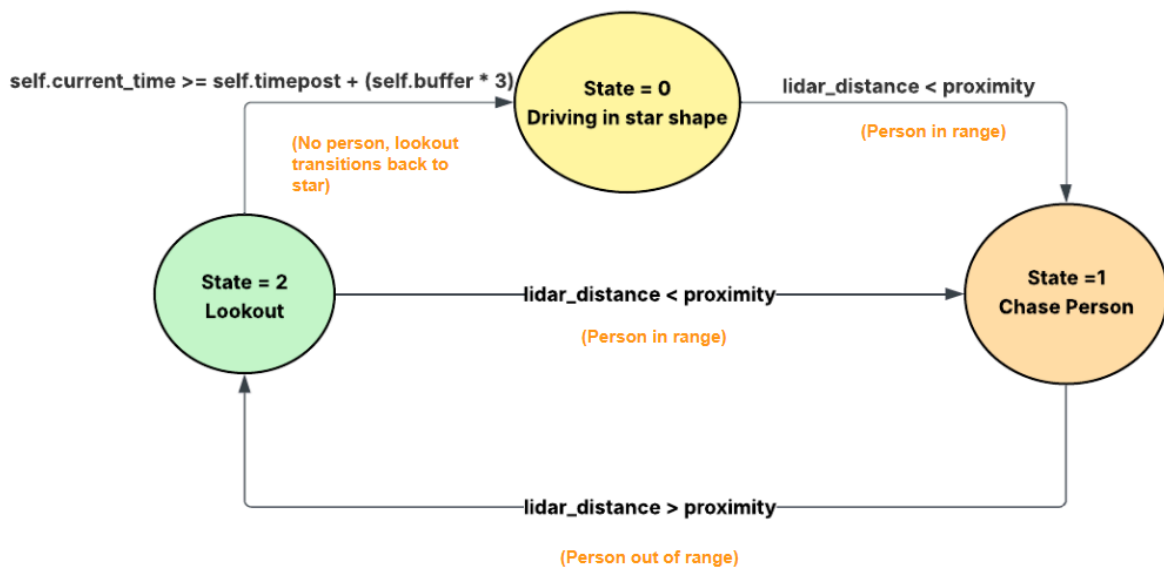 self.current_time >= self.timepost + (self.buffer * 3)
State = 0
Driving in star shape
lidar_distance < proximity
(Person in range)
(No person, lookout
transitions back to
star)
State = 2
Lookout
lidar_distance < proximity
(Person in range)
State =1
Chase Person
lidar_distance > proximity
(Person out of range)